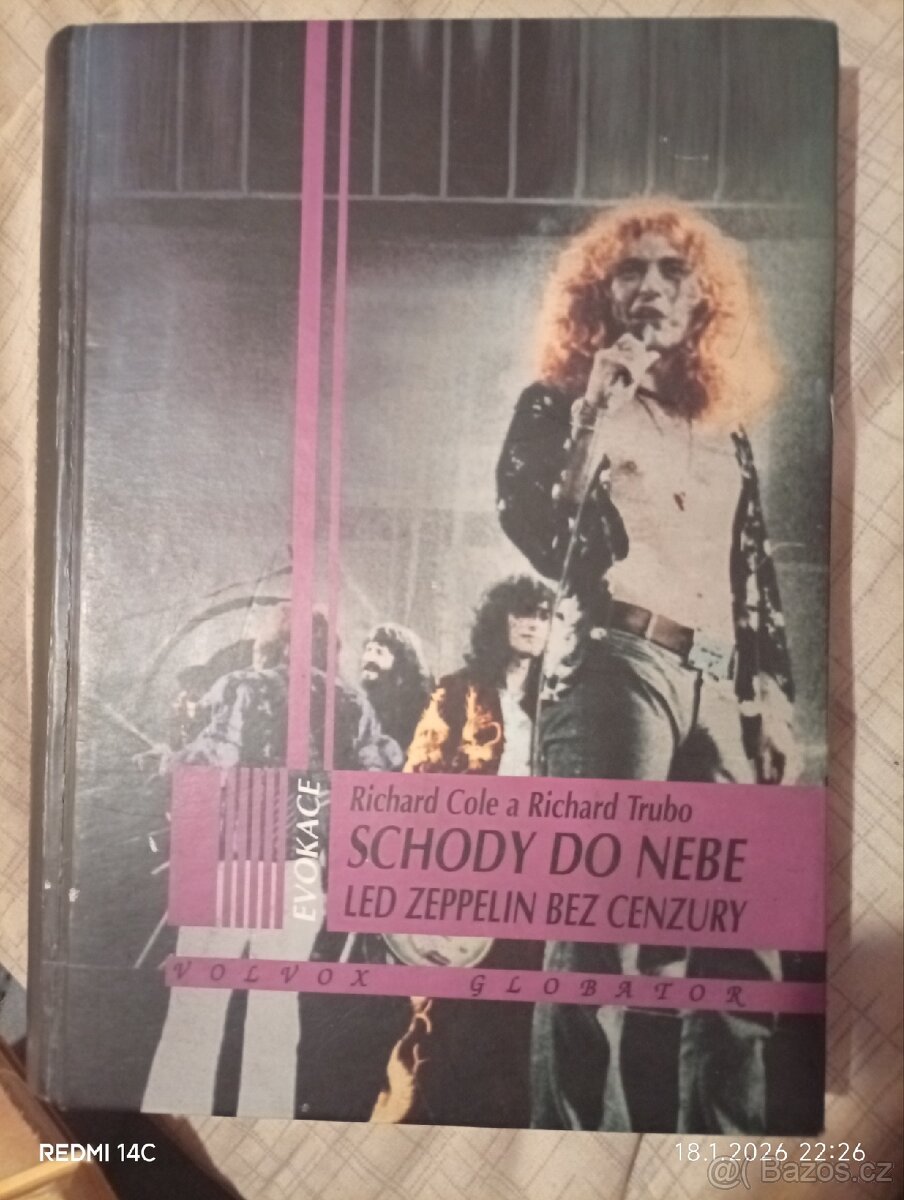 EVOKACE
Richard Cole a Richard Trubo
SCHODY DO NEBE
LED ZEPPELIN BEZ CENZURY
VOLVOX GLOBATOR
REDMI 14C
18.1.2026 22:26
Bazos.cz